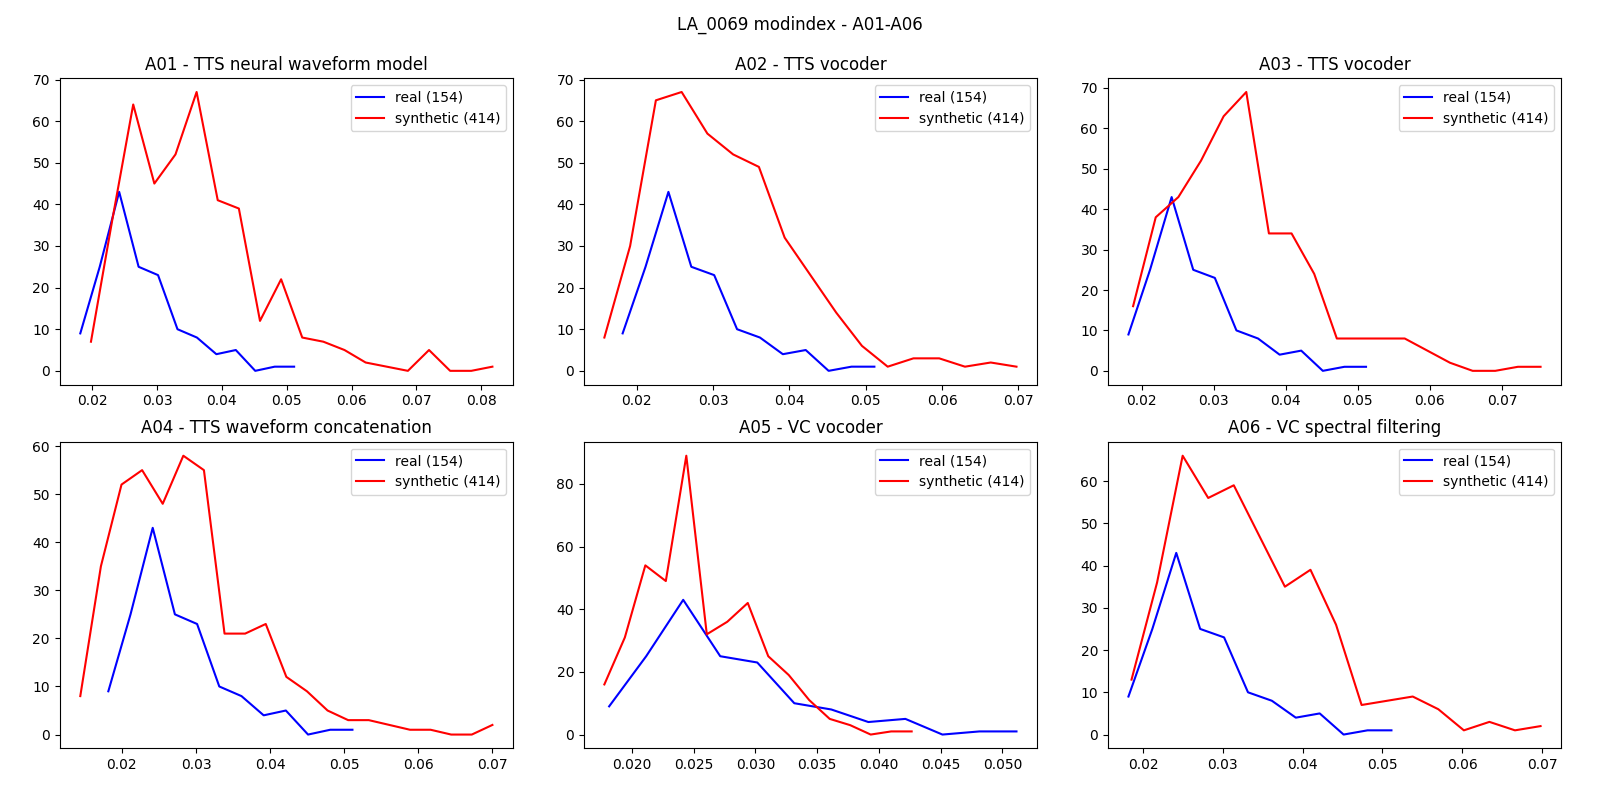 LA_0069 modindex - A01-A06
A01 - TTS neural waveform model
70
60
50
40
30
20
10
0
real (154)
synthetic (414)
0.02 0.03 0.04 0.05 0.06 0.07 0.08
A02 - TTS vocoder
70
60
50
40
30
20
10
0
real (154)
synthetic (414)
0.02 0.03 0.04 0.05 0.06 0.07
A03 - TTS vocoder
70
60
50
40
30
20
10
0
real (154)
synthetic (414)
0.02 0.03 0.04 0.05 0.06 0.07
A04 - TTS waveform concatenation
60
50
40
30
20
10
0
real (154)
synthetic (414)
0.02 0.03 0.04 0.05 0.06 0.07
A05 - VC vocoder
80
60
40
20
0
real (154)
synthetic (414)
0.020 0.025 0.030 0.035 0.040 0.045 0.050
A06 - VC spectral filtering
60
50
40
30
20
10
0
real (154)
synthetic (414)
0.02 0.03 0.04 0.05 0.06 0.07